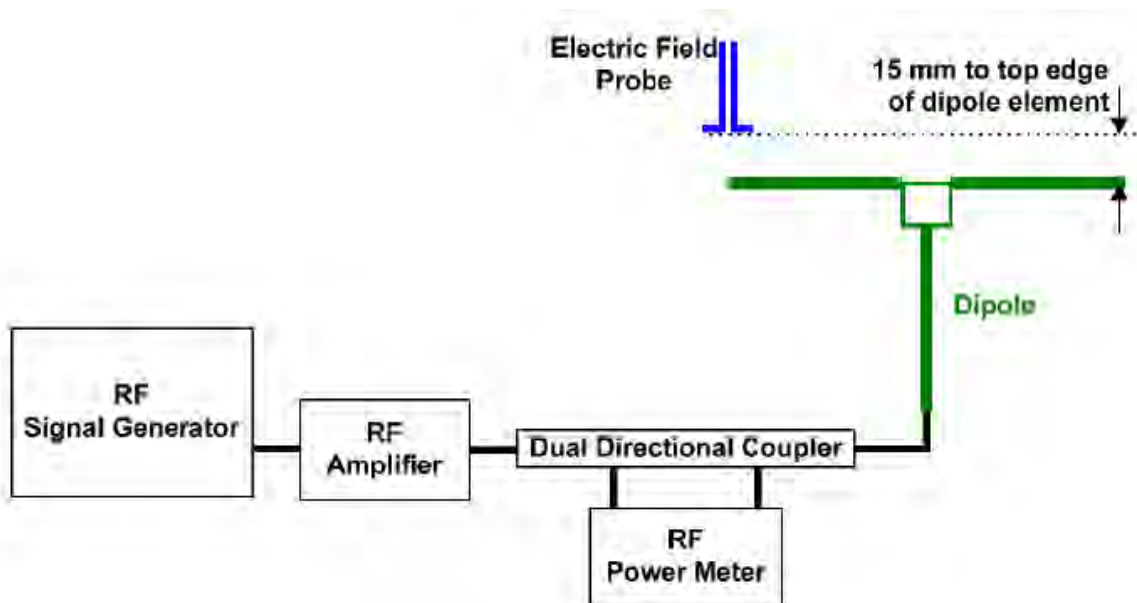 Electric Field
Probe
15 mm to top edge
of dipole element
Dipole
RF
Signal Generator
RF
Amplifier
Dual Directional Coupler
RF
Power Meter